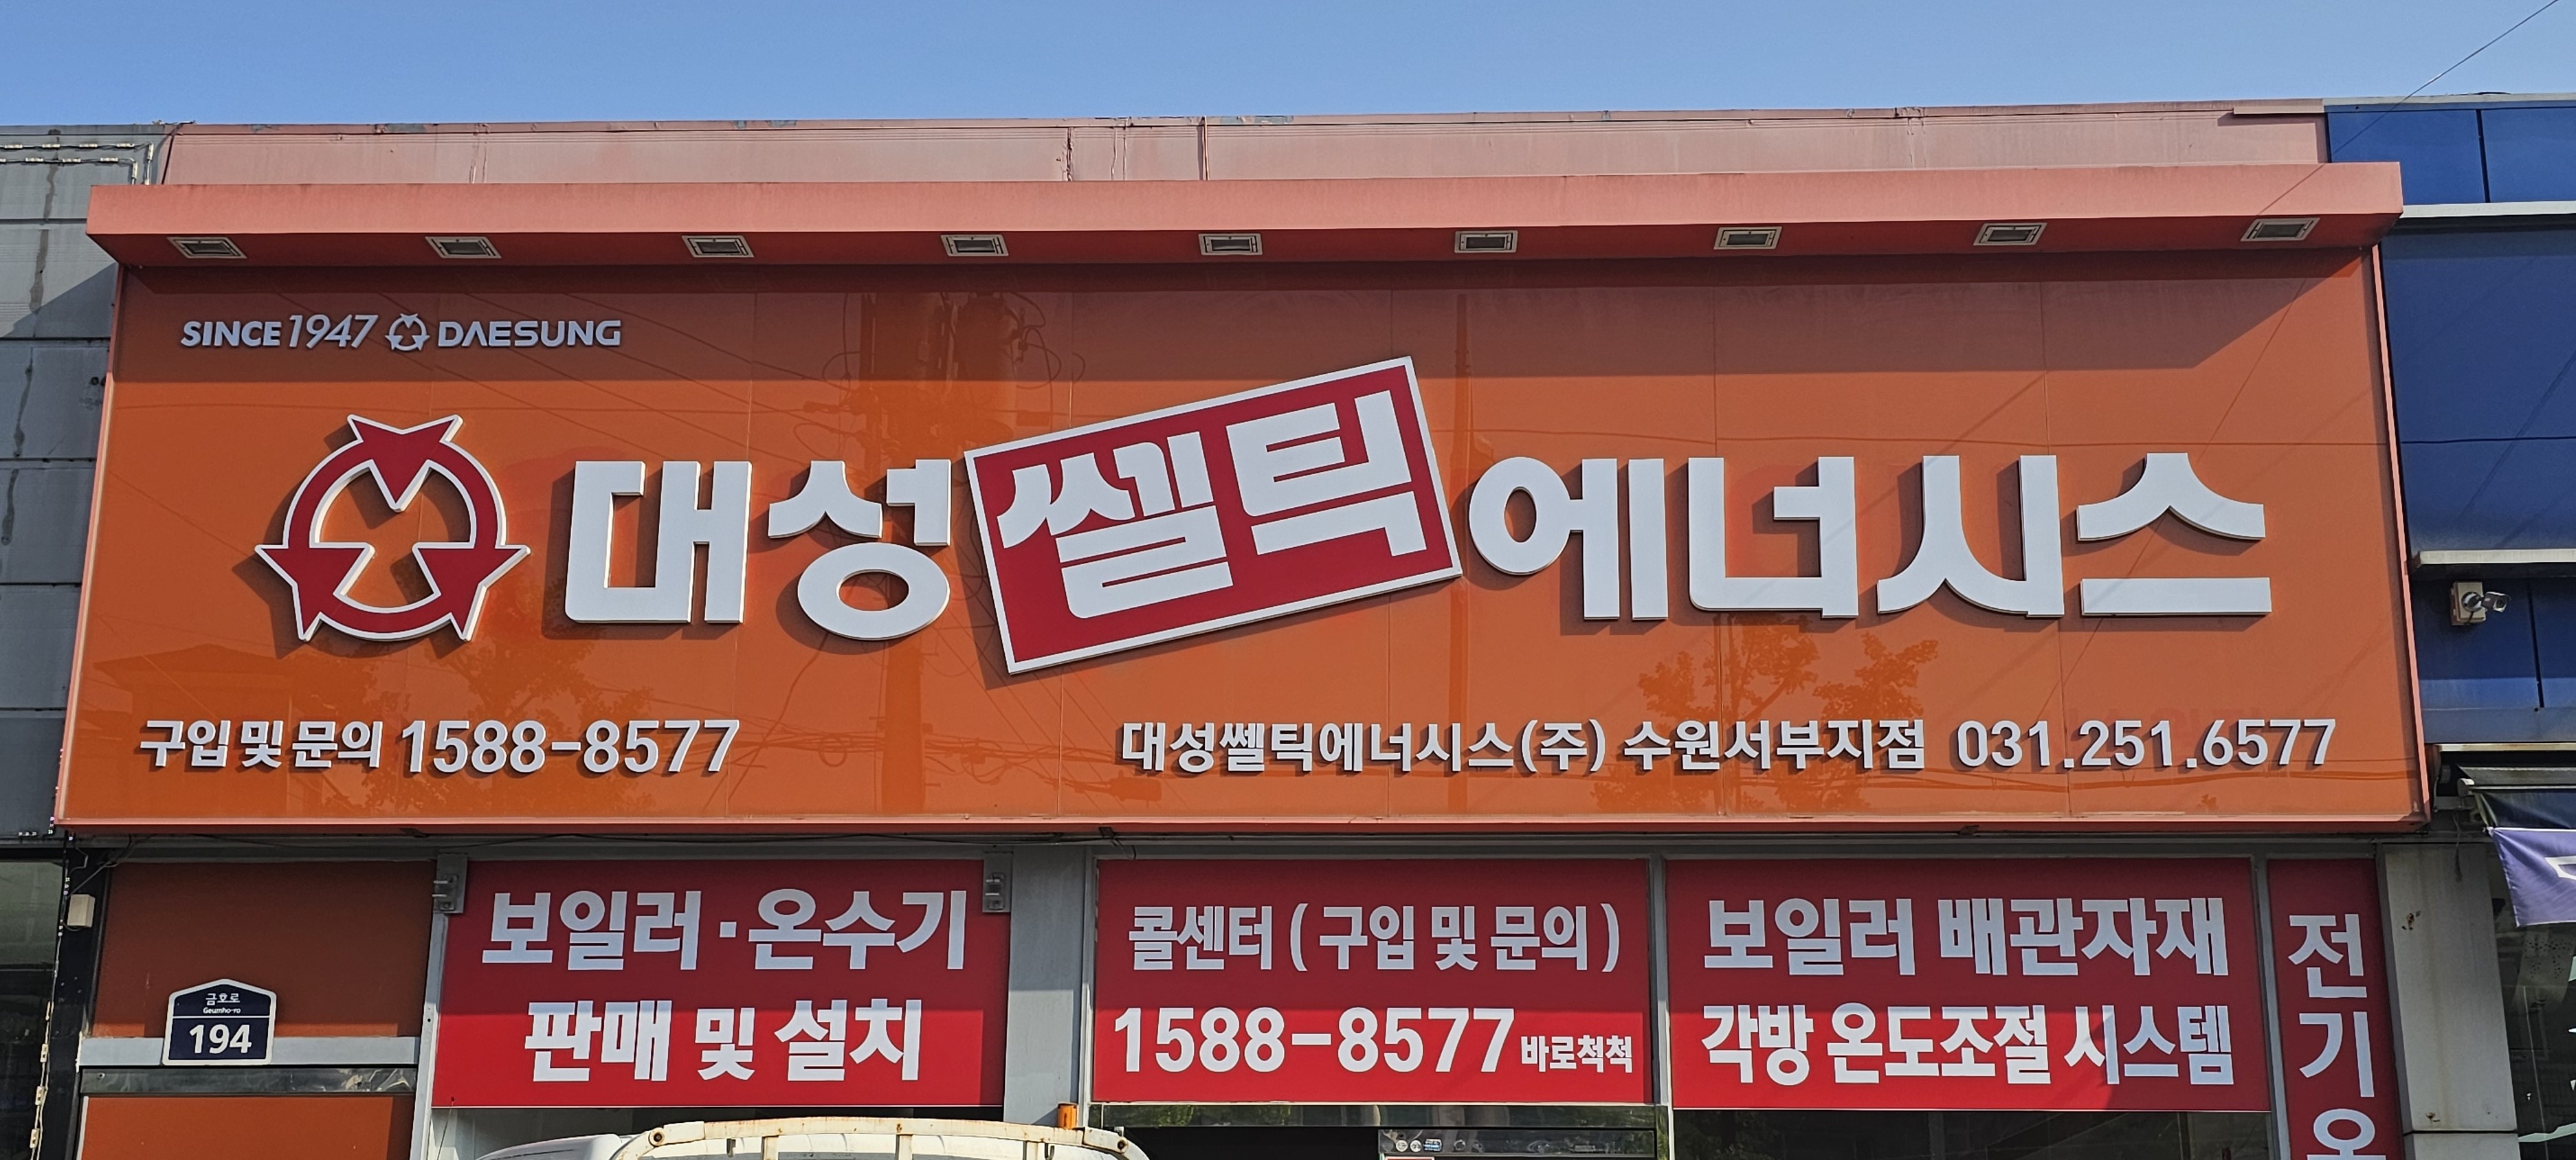 SINCE 1947 DAESUNG
대성쎌틱에너시스
구입 및 문의 1588-8577
대성쎌틱에너시스(주) 수원서부지점 031.251.6577
보일러·온수기
판매 및 설치
콜센터 (구입 및 문의)
1588-8577 바로척척
보일러 배관자재
각방 온도조절 시스템
전기온
금호로
Geumho-ro
194